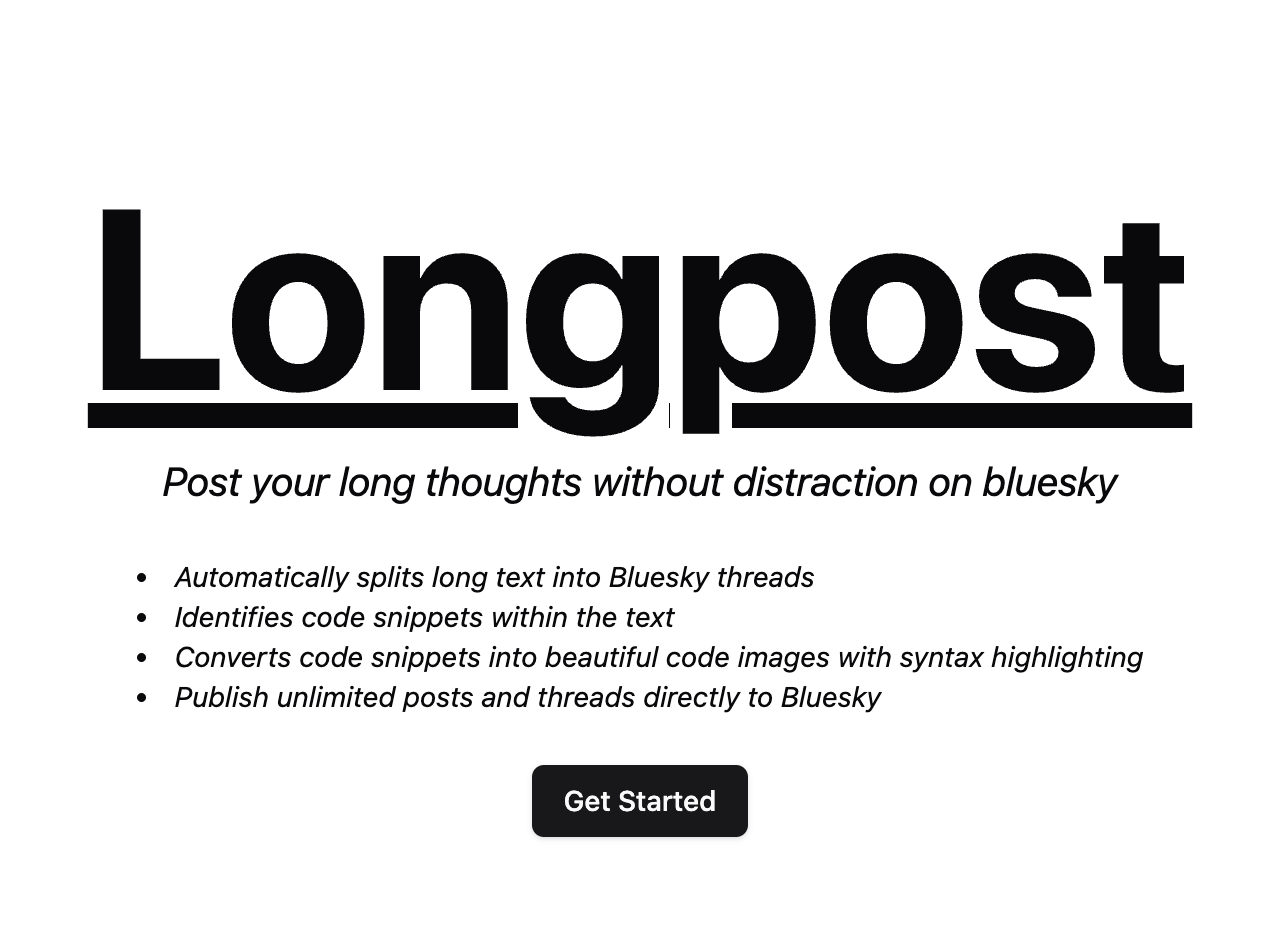 Longpost
Post your long thoughts without distraction on bluesky
Automatically splits long text into Bluesky threads
Identifies code snippets within the text
Converts code snippets into beautiful code images with syntax highlighting
Publish unlimited posts and threads directly to Bluesky
Get Started